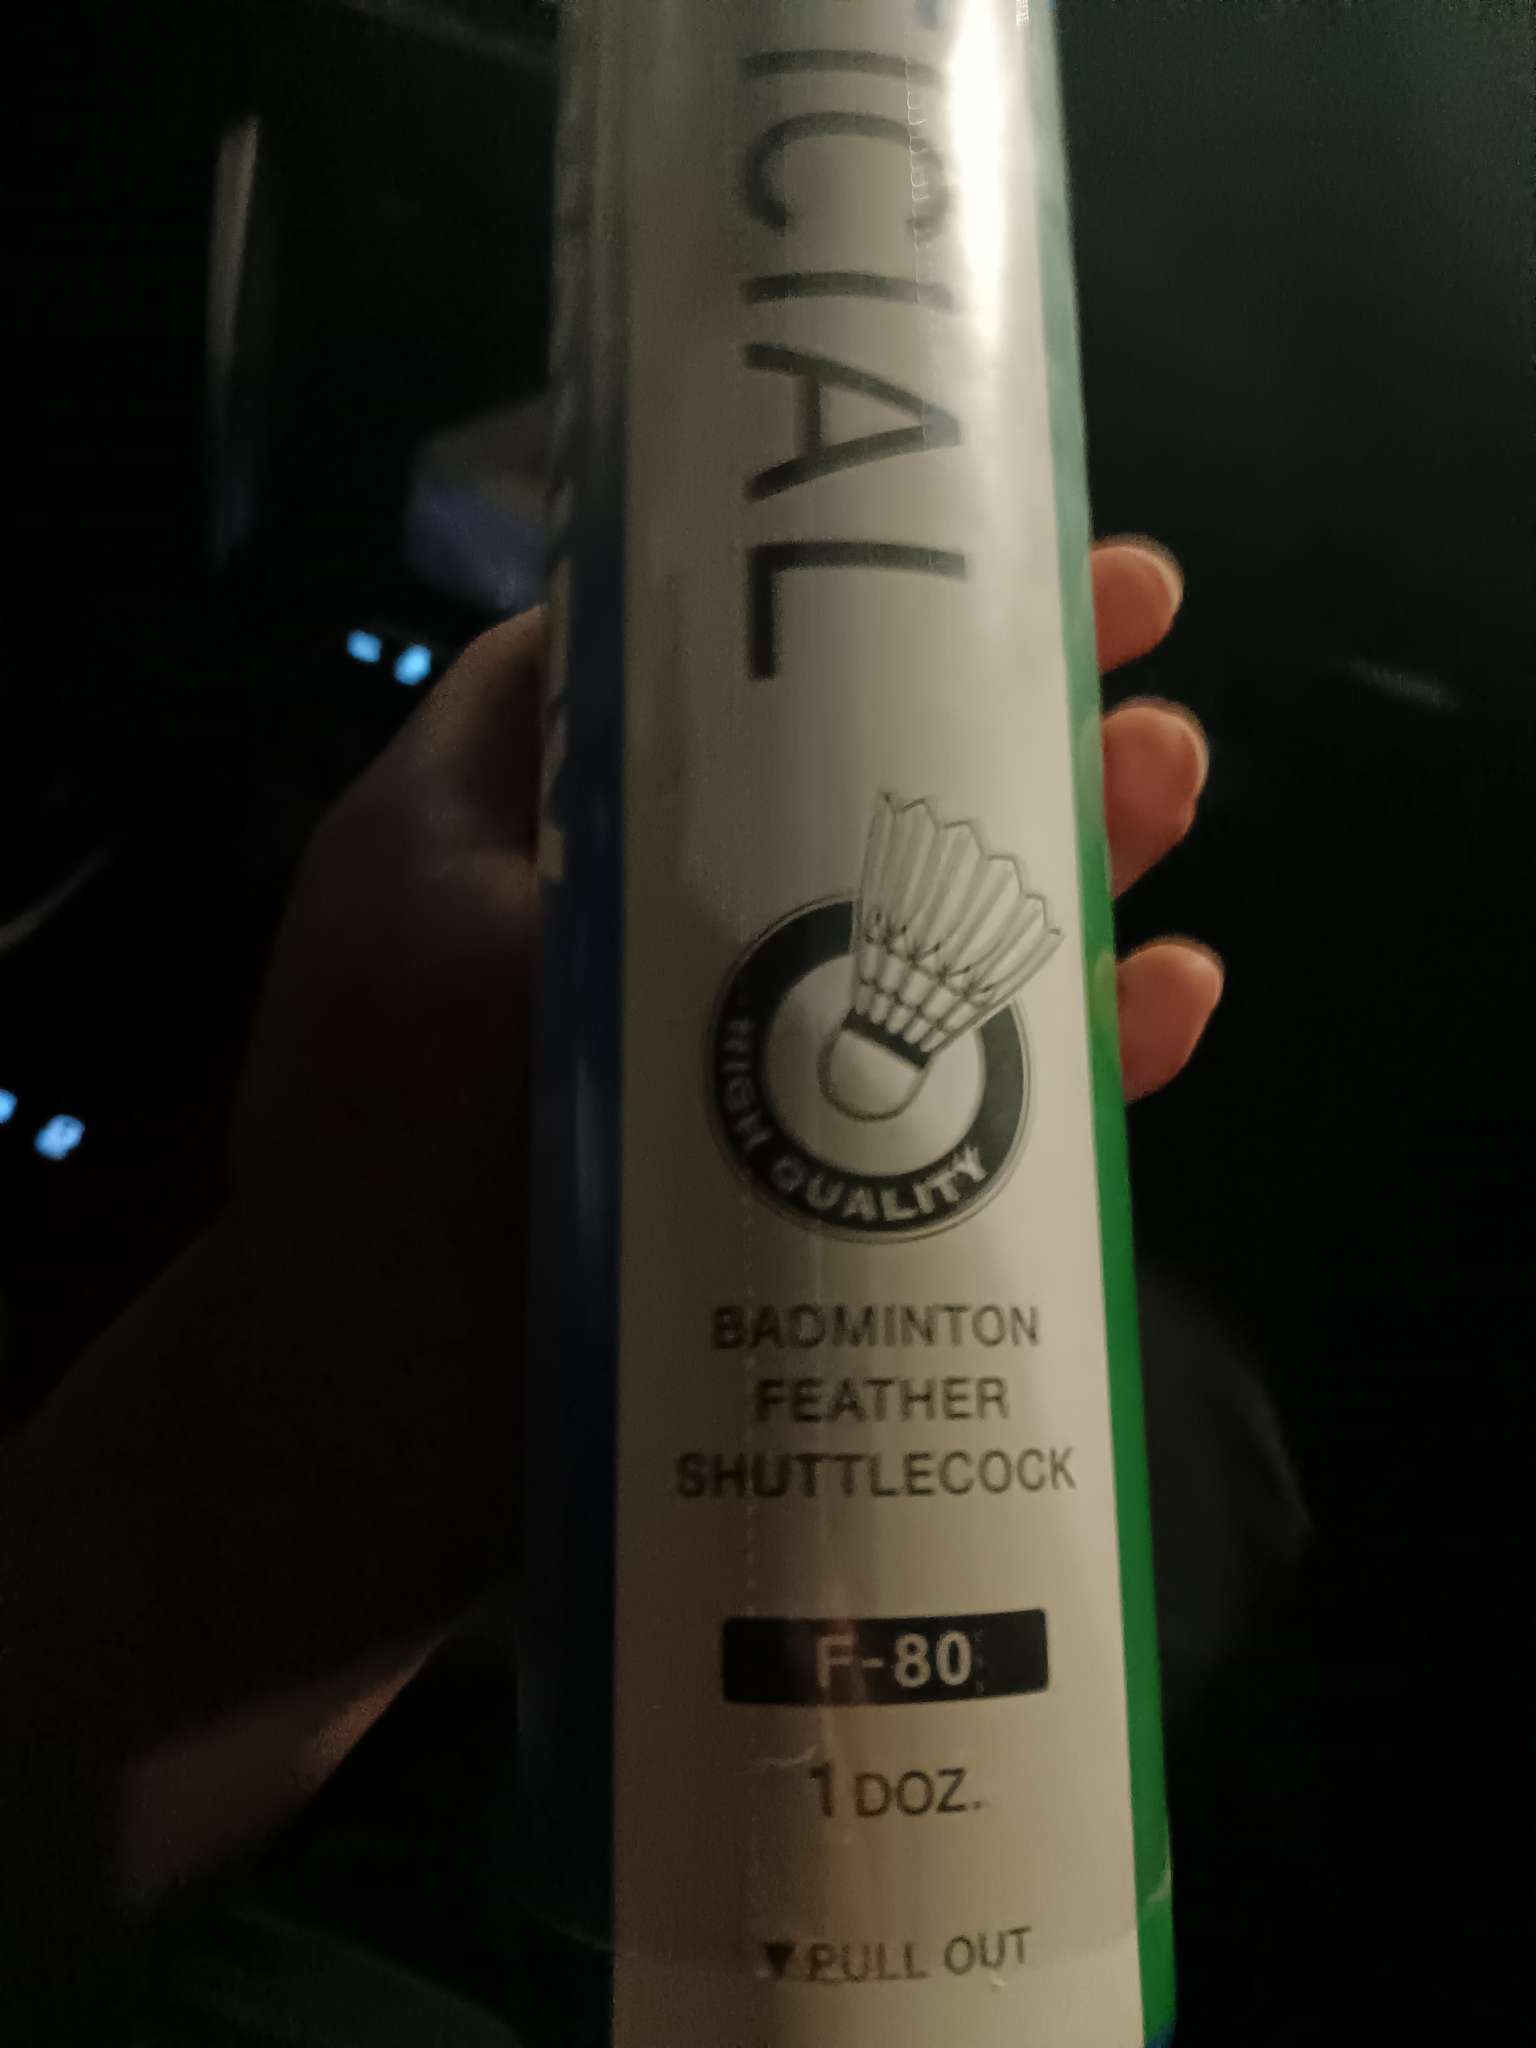 ICIAL
HIGH QUALITY
BADMINTON
FEATHER
SHUTTLECOCK
F-80
1 DOZ.
▼PULL OUT